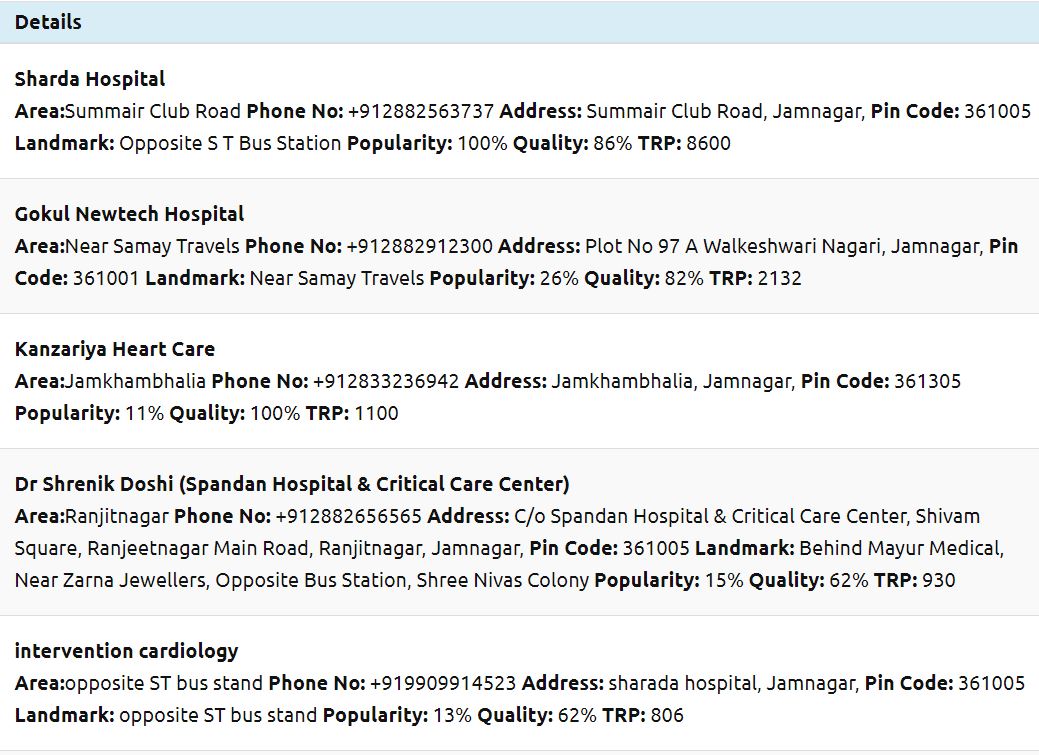 Details
Sharda Hospital
Area:Summair Club Road Phone No: +912882563737 Address: Summair Club Road, Jamnagar, Pin Code: 361005
Landmark: Opposite S T Bus Station Popularity: 100% Quality: 86% TRP: 8600
Gokul Newtech Hospital
Area:Near Samay Travels Phone No: +912882912300 Address: Plot No 97 A Walkeshwari Nagari, Jamnagar, Pin
Code: 361001 Landmark: Near Samay Travels Popularity: 26% Quality: 82% TRP: 2132
Kanzariya Heart Care
Area:Jamkhambhalia Phone No: +912833236942 Address: Jamkhambhalia, Jamnagar, Pin Code: 361305
Popularity: 11% Quality: 100% TRP: 1100
Dr Shrenik Doshi (Spandan Hospital & Critical Care Center)
Area:Ranjitnagar Phone No: +912882656565 Address: C/o Spandan Hospital & Critical Care Center, Shivam
Square, Ranjeetnagar Main Road, Ranjitnagar, Jamnagar, Pin Code: 361005 Landmark: Behind Mayur Medical,
Near Zarna Jewellers, Opposite Bus Station, Shree Nivas Colony Popularity: 15% Quality: 62% TRP: 930
intervention cardiology
Area:opposite ST bus stand Phone No: +919909914523 Address: sharada hospital, Jamnagar, Pin Code: 361005
Landmark: opposite ST bus stand Popularity: 13% Quality: 62% TRP: 806